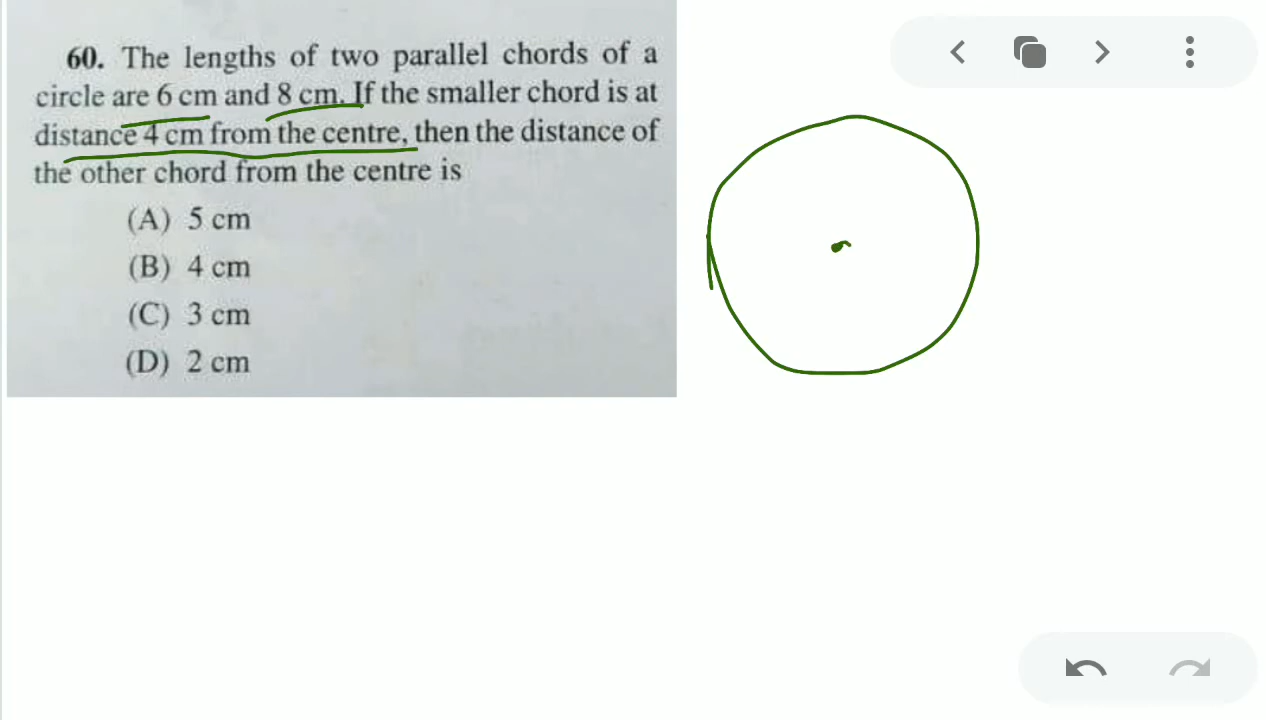 60. The lengths of two parallel chords of a
circle are 6 cm and 8 cm. If the smaller chord is at
distance 4 cm from the centre, then the distance of
the other chord from the centre is
(A) 5 cm
(B) 4 cm
(C) 3 cm
(D) 2 cm